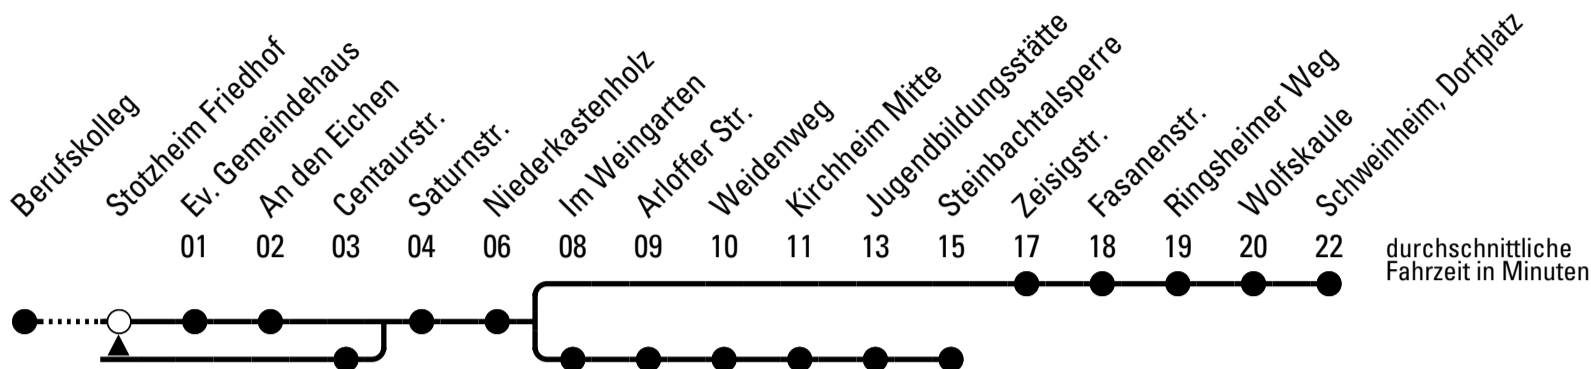 Berufskolleg
Stotzheim Friedhof
Ev. Gemeindehaus
An den Eichen
Centaurstr.
Saturnstr.
Niederkastenholz
Im Weingarten
Arloffer Str.
Weidenweg
Kirchheim Mitte
Jugendbildungsstätte
Steinbachtalsperre
Zeisigstr.
Fasanenstr.
Ringsheimer Weg
Wolfskaule
Schweinheim, Dorfplatz
01 02 03 04 06 08 09 10 11 13 15 17 18 19 20 22
durchschnittliche
Fahrzeit in Minuten